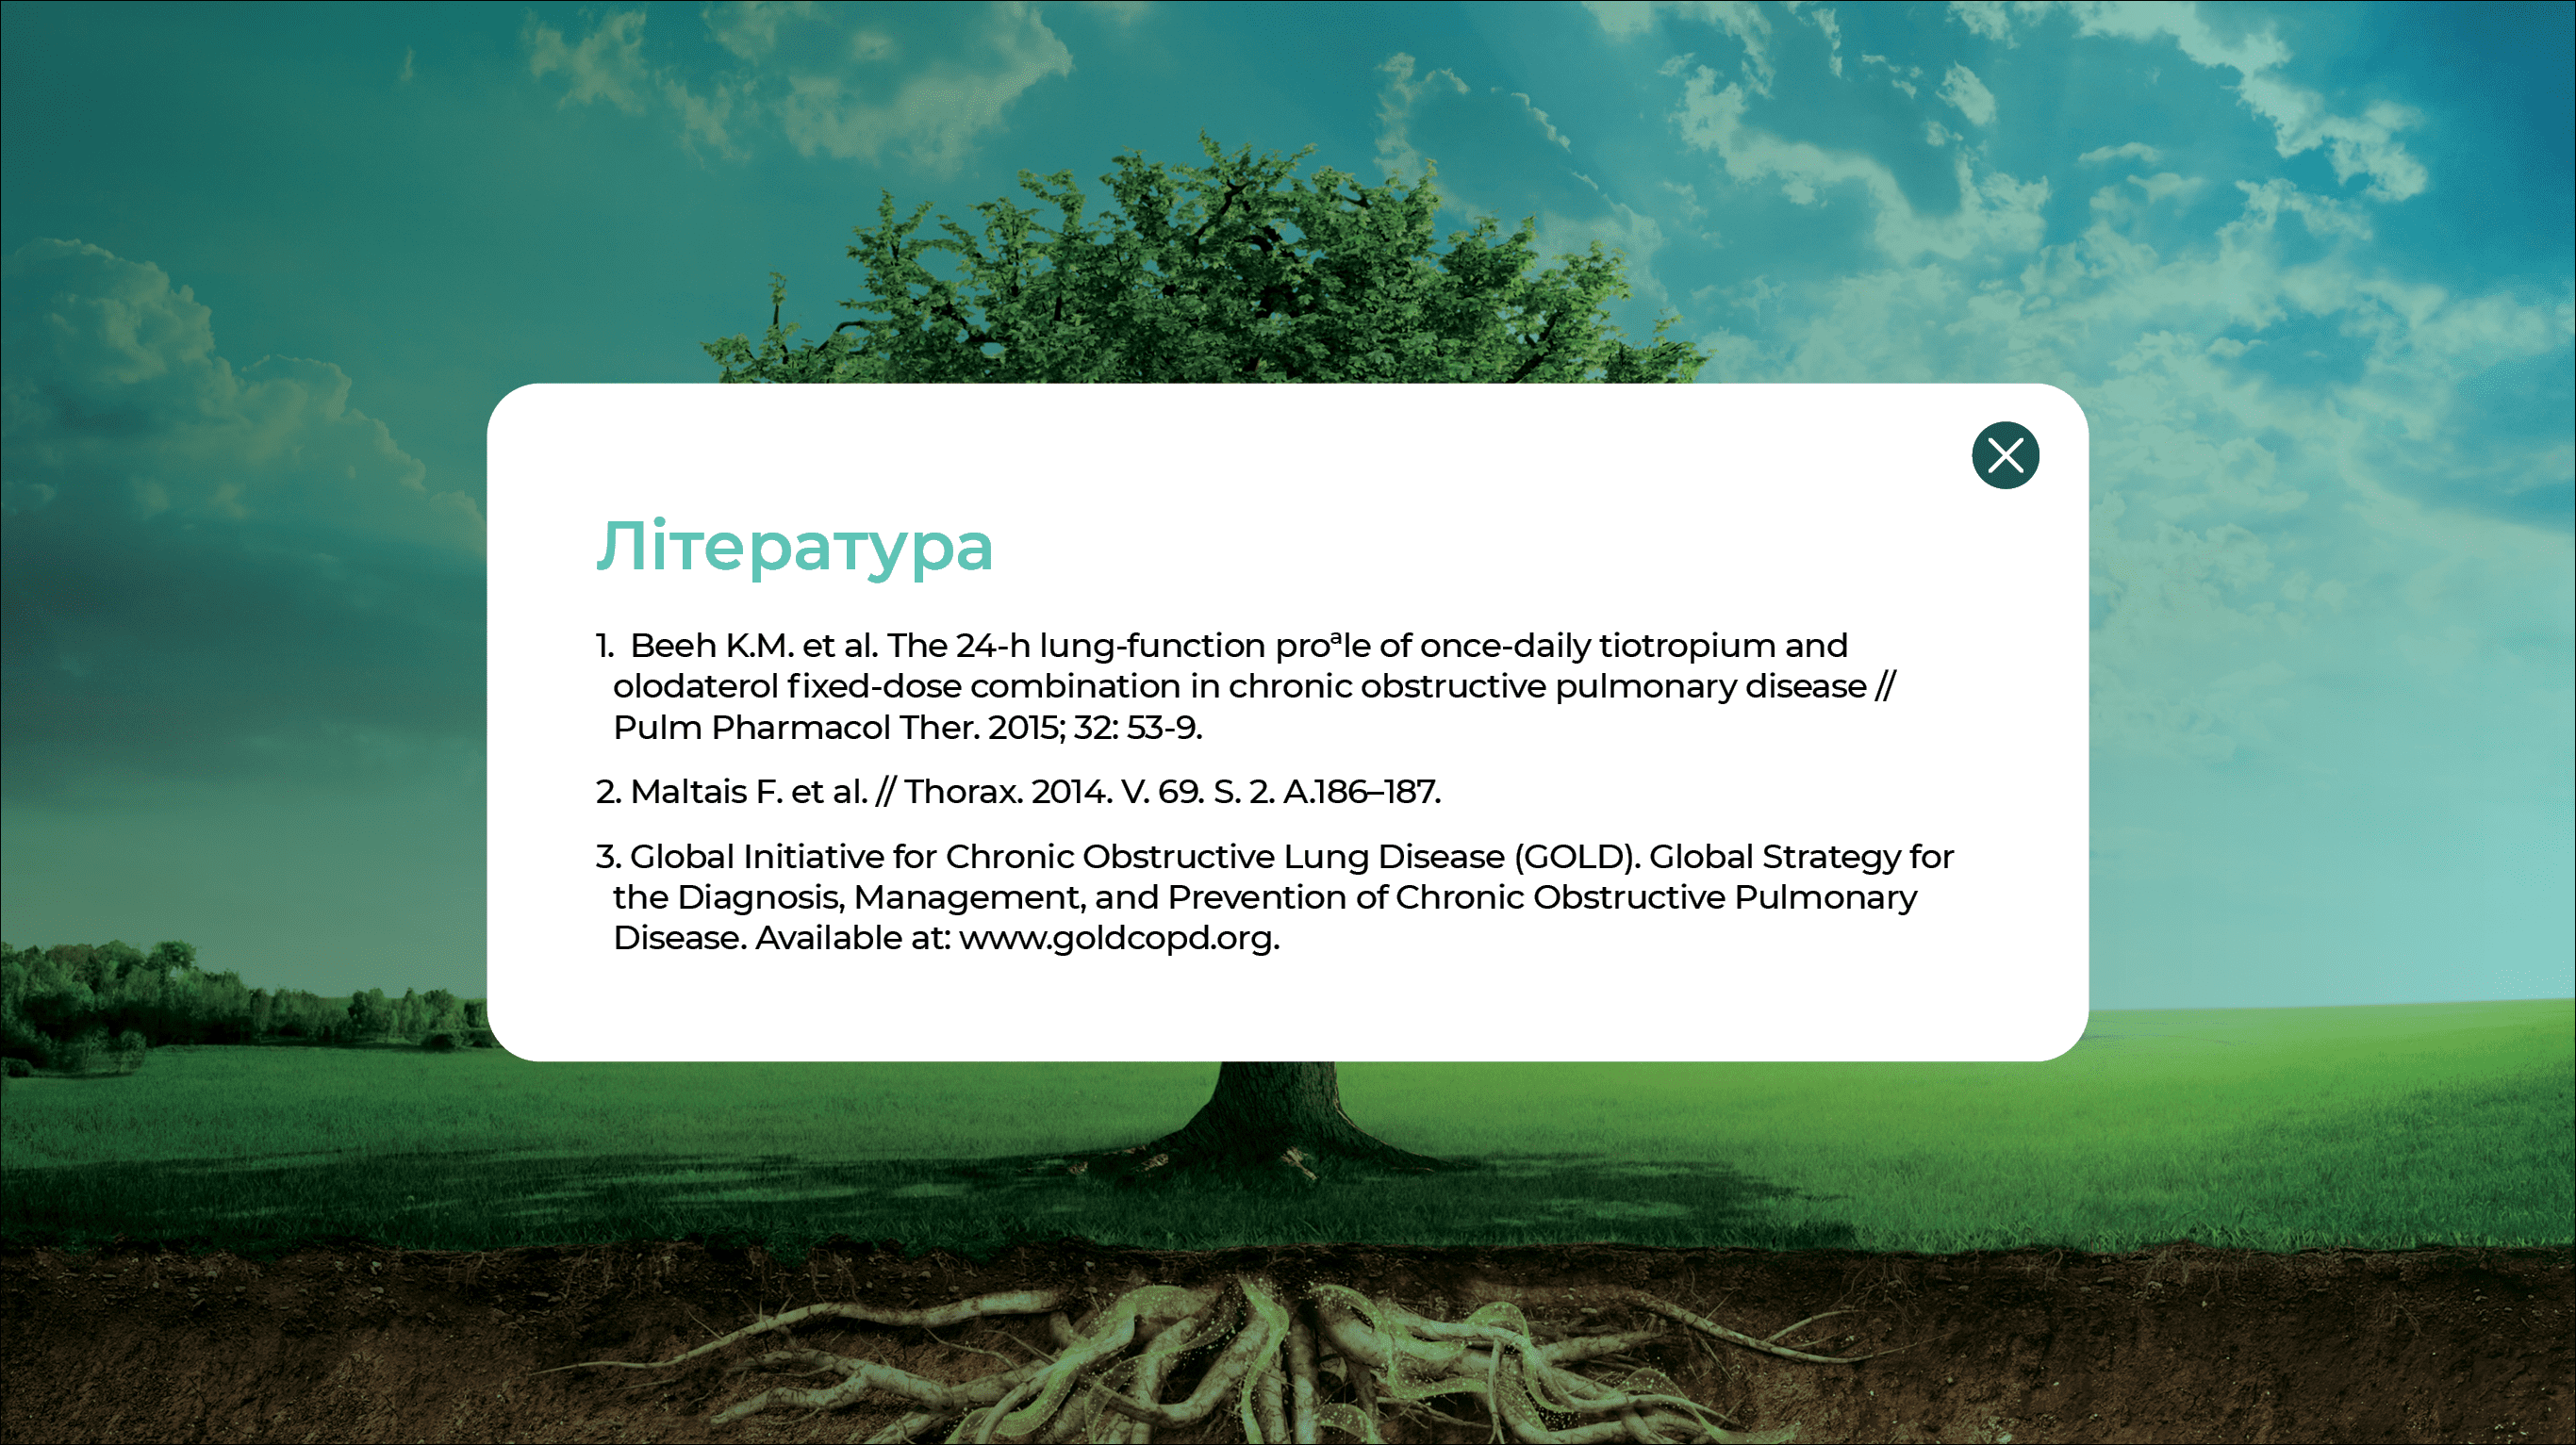 Література
1. Beeh K.M. et al. The 24-h lung-function proªle of once-daily tiotropium and
olodaterol fixed-dose combination in chronic obstructive pulmonary disease //
Pulm Pharmacol Ther. 2015; 32: 53-9.
2. Maltais F. et al. // Thorax. 2014. V. 69. S. 2. A.186–187.
3. Global Initiative for Chronic Obstructive Lung Disease (GOLD). Global Strategy for
the Diagnosis, Management, and Prevention of Chronic Obstructive Pulmonary
Disease. Available at: www.goldcopd.org.